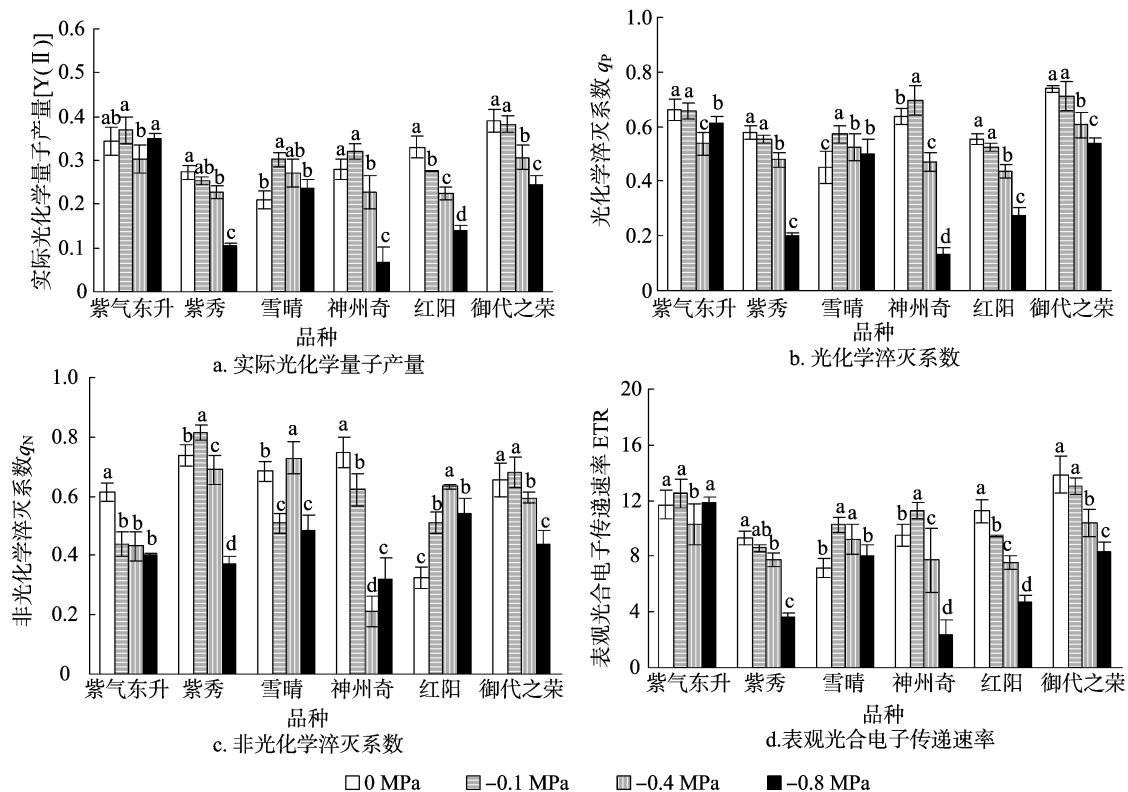 实际光化学量子产量[Y(Ⅱ)]
0.6
0.5
0.4
0.3
0.2
0.1
0
ab a b a
a ab b c
b a ab b
a a b c
a b c d
a a b c
紫气东升 紫秀 雪晴 神州奇 红阳 御代之荣
品种
a. 实际光化学量子产量
光化学淬灭系数 qP
1.0
0.8
0.6
0.4
0.2
0
a a c b
a a b c
c a b b
b a c d
a a b c
a a b c
紫气东升 紫秀 雪晴 神州奇 红阳 御代之荣
品种
b. 光化学淬灭系数
非光化学淬灭系数qN
1.0
0.8
0.6
0.4
0.2
0
a b b b
b a c d
b c a c
a b d c
c b a b
a a b c
紫气东升 紫秀 雪晴 神州奇 红阳 御代之荣
品种
c. 非光化学淬灭系数
表观光合电子传递速率 ETR
20
16
12
8
4
0
a a b a
a ab b c
b a a b
b a c d
a b c d
a a b c
紫气东升 紫秀 雪晴 神州奇 红阳 御代之荣
品种
d.表观光合电子传递速率
0 MPa −0.1 MPa −0.4 MPa −0.8 MPa